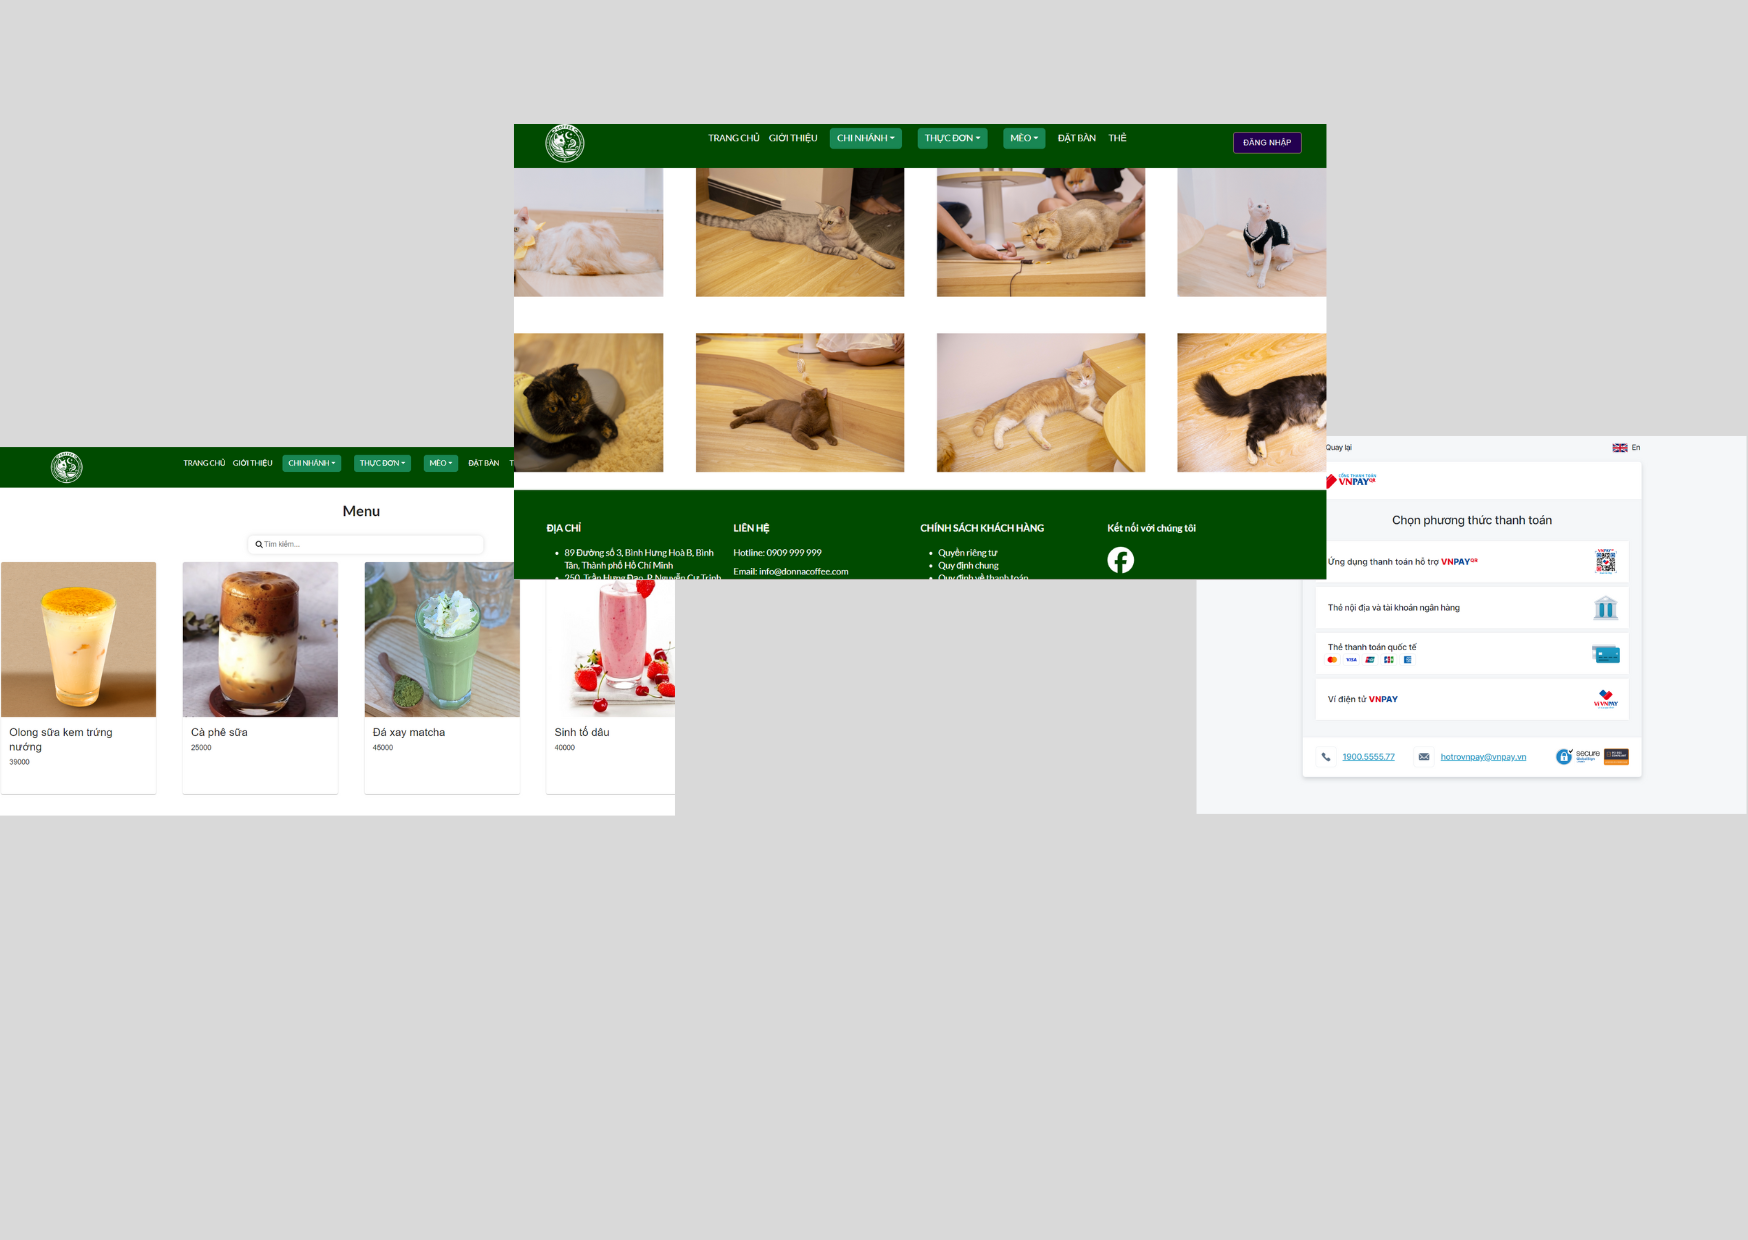 TRANG CHỦ GIỚI THIỆU CHI NHÁNH THỰC ĐƠN MÈO ĐẶT BÀN THẺ
ĐĂNG NHẬP
ĐỊA CHỈ
89 Đường số 3, Bình Hưng Hoà B, Bình
Tân, Thành phố Hồ Chí Minh
250, Trần Hưng Đạo, P. Nguyễn Cư Trinh
LIÊN HỆ
Hotline: 0909 999 999
Email: info@donnacoffee.com
CHÍNH SÁCH KHÁCH HÀNG
Quyền riêng tư
Quy định chung
Quy định về thanh toán
Kết nối với chúng tôi
TRANG CHỦ GIỚI THIỆU CHI NHÁNH THỰC ĐƠN MÈO ĐẶT BÀN T
Menu
Tìm kiếm...
Olong sữa kem trứng
nướng
39000
Cà phê sữa
25000
Đá xay matcha
45000
Sinh tố dâu
40000
Quay lại
En
CỔNG THANH TOÁN
VNPAYQR
Chọn phương thức thanh toán
Ứng dụng thanh toán hỗ trợ VNPAYQR
Thẻ nội địa và tài khoản ngân hàng
Thẻ thanh toán quốc tế
VISA
Ví điện tử VNPAY
VÍ VNPAY
1900.5555.77
hotrovnpay@vnpay.vn
secure
GlobalSign